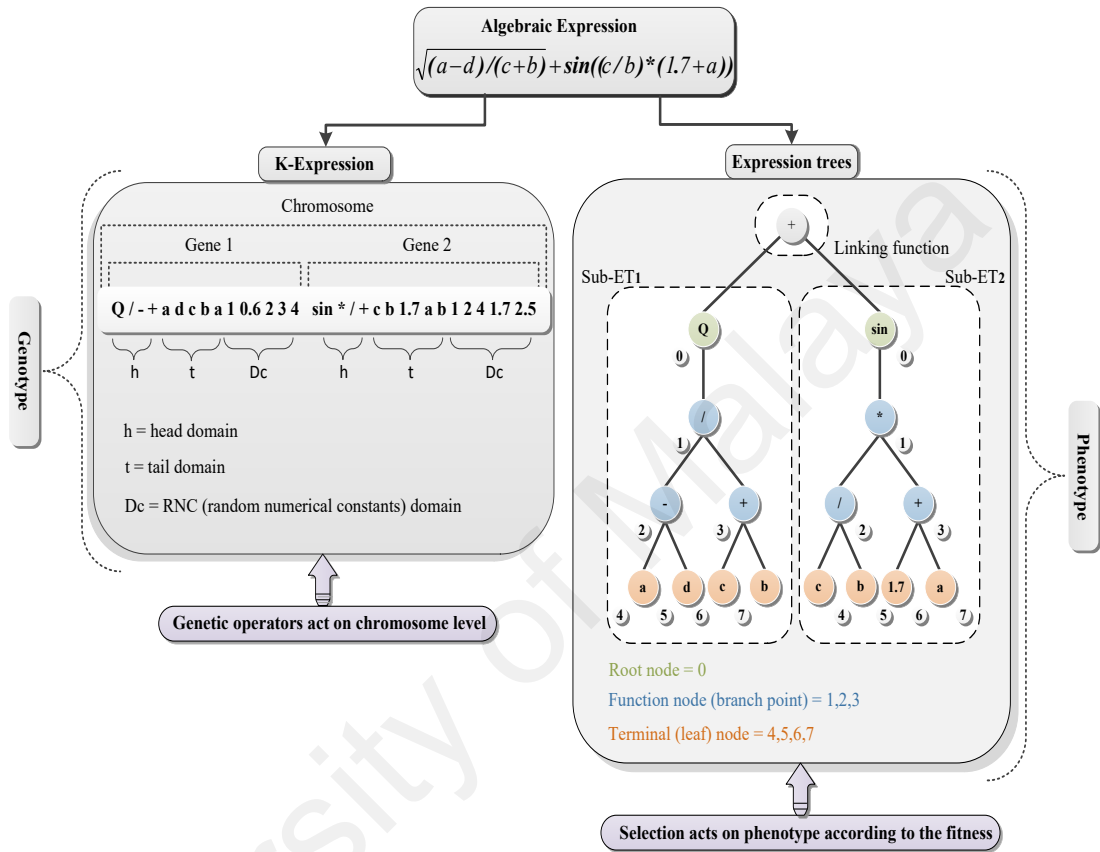 Algebraic Expression
√(a−d)/(c+b)+sin((c/b)*(1.7+a))
K-Expression
Expression trees
Chromosome
Gene 1 Gene 2
Q / - + a d c b a 1 0.6 2 3 4 sin * / + c b 1.7 a b 1 2 4 1.7 2.5
h t Dc h t Dc
h = head domain
t = tail domain
Dc = RNC (random numerical constants) domain
Genotype
Genetic operators act on chromosome level
+
Linking function
Sub-ET1 Sub-ET2
Q sin
0 0
/ *
1 1
- + / +
2 3 2 3
a d c b c b 1.7 a
4 5 6 7 4 5 6 7
Root node = 0
Function node (branch point) = 1,2,3
Terminal (leaf) node = 4,5,6,7
Phenotype
Selection acts on phenotype according to the fitness
ersity of Malaya